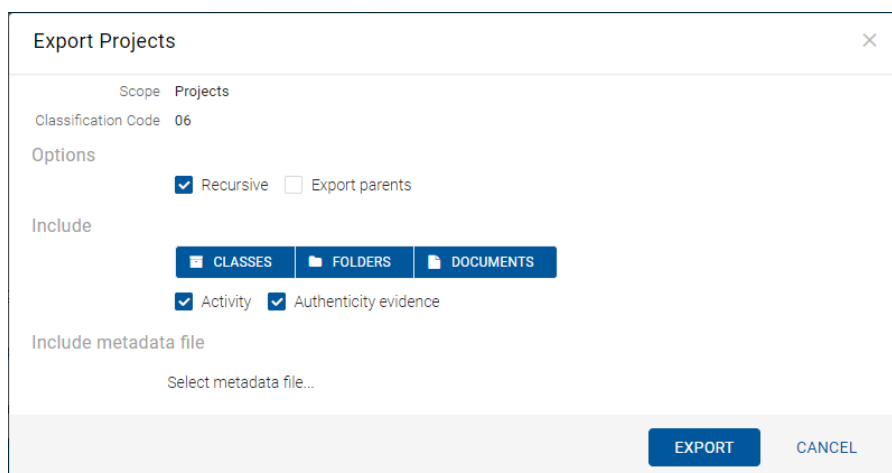 Export Projects
Scope Projects
Classification Code 06
Options
Recursive Export parents
Include
CLASSES FOLDERS DOCUMENTS
Activity Authenticity evidence
Include metadata file
Select metadata file...
EXPORT CANCEL